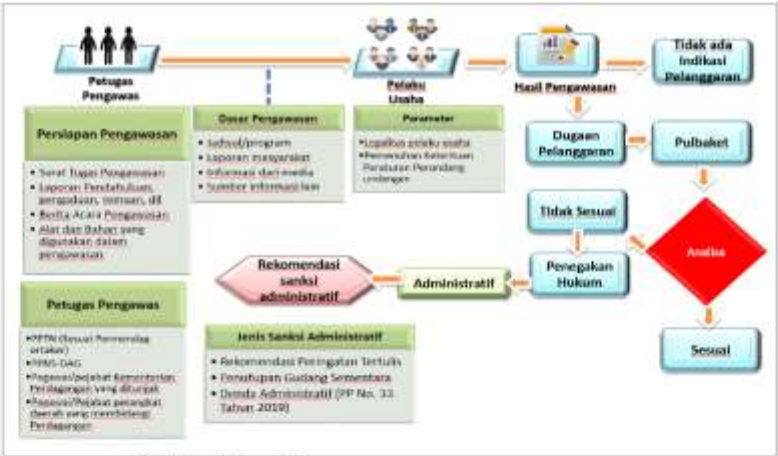 Petugas
Pengawas
Pelaku
Usaha
Hasil Pengawasan
Tidak ada
Indikasi
Pelanggaran
Persiapan Pengawasan
• Surat Tugas Pengawasan
• Laporan Pendahuluan,
pengaduan, dll
• Berita Acara Pengawasan
• Alat dan Bahan yang
digunakan dalam
pengawasan
Dasar Pengawasan
• Jadwal/program
• Laporan masyarakat
• Informasi dari media
• Sumber informasi lain
Parameter
•Legalitas pelaku usaha
•Pemenuhan Ketentuan
Peraturan Perundang
undangan
Dugaan
Pelanggaran
Pulbaket
Tidak Sesuai
Analisa
Penegakan
Hukum
Administratif
Rekomendasi
sanksi
administratif
Sesuai
Petugas Pengawas
(Sesuai Permendag
•PPNS-DAG
•Pegawai/pejabat Kementerian
Perdagangan yang ditunjuk
•Pegawai/Pejabat perangkat
daerah yang membidangi
Perdagangan
Jenis Sanksi Administratif
• Rekomendasi Peringatan Tertulis
• Penutupan Gudang Sementara
• Denda Administratif (PP No. 33
Tahun 2019)